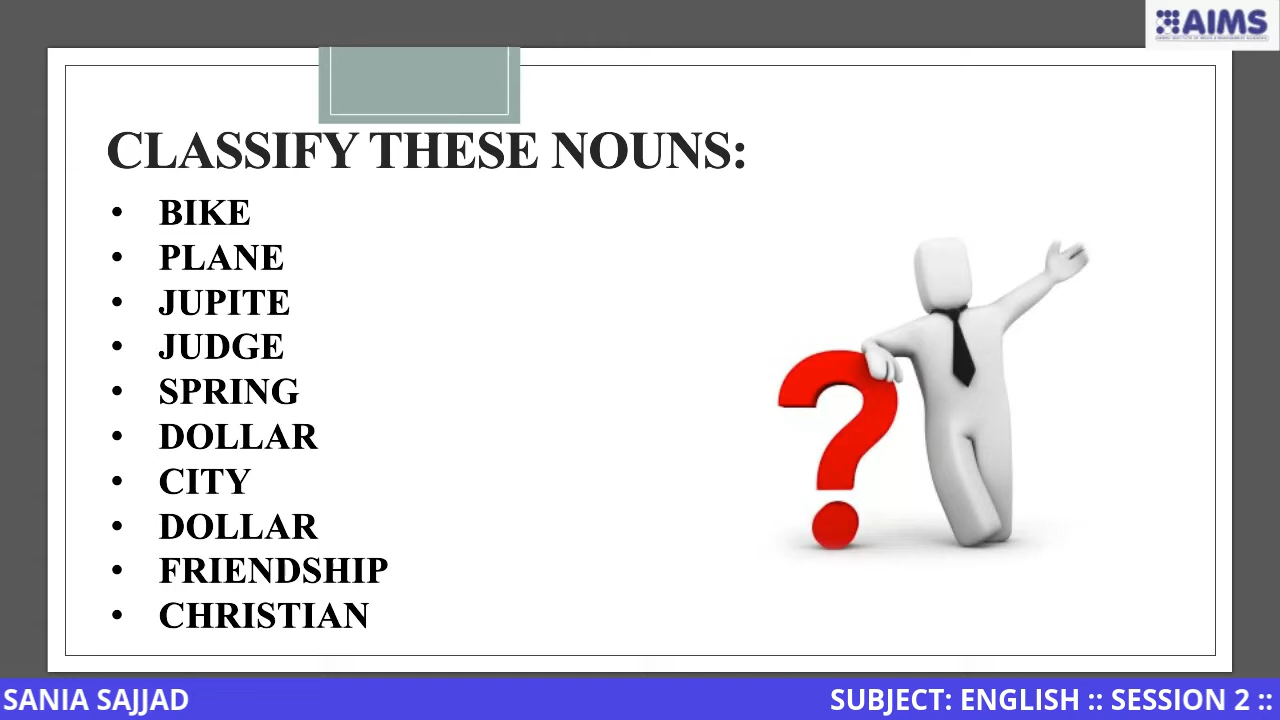 AIMS
CLASSIFY THESE NOUNS:
• BIKE
• PLANE
• JUPITE
• JUDGE
• SPRING
• DOLLAR
• CITY
• DOLLAR
• FRIENDSHIP
• CHRISTIAN
SANIA SAJJAD
SUBJECT: ENGLISH :: SESSION 2 ::